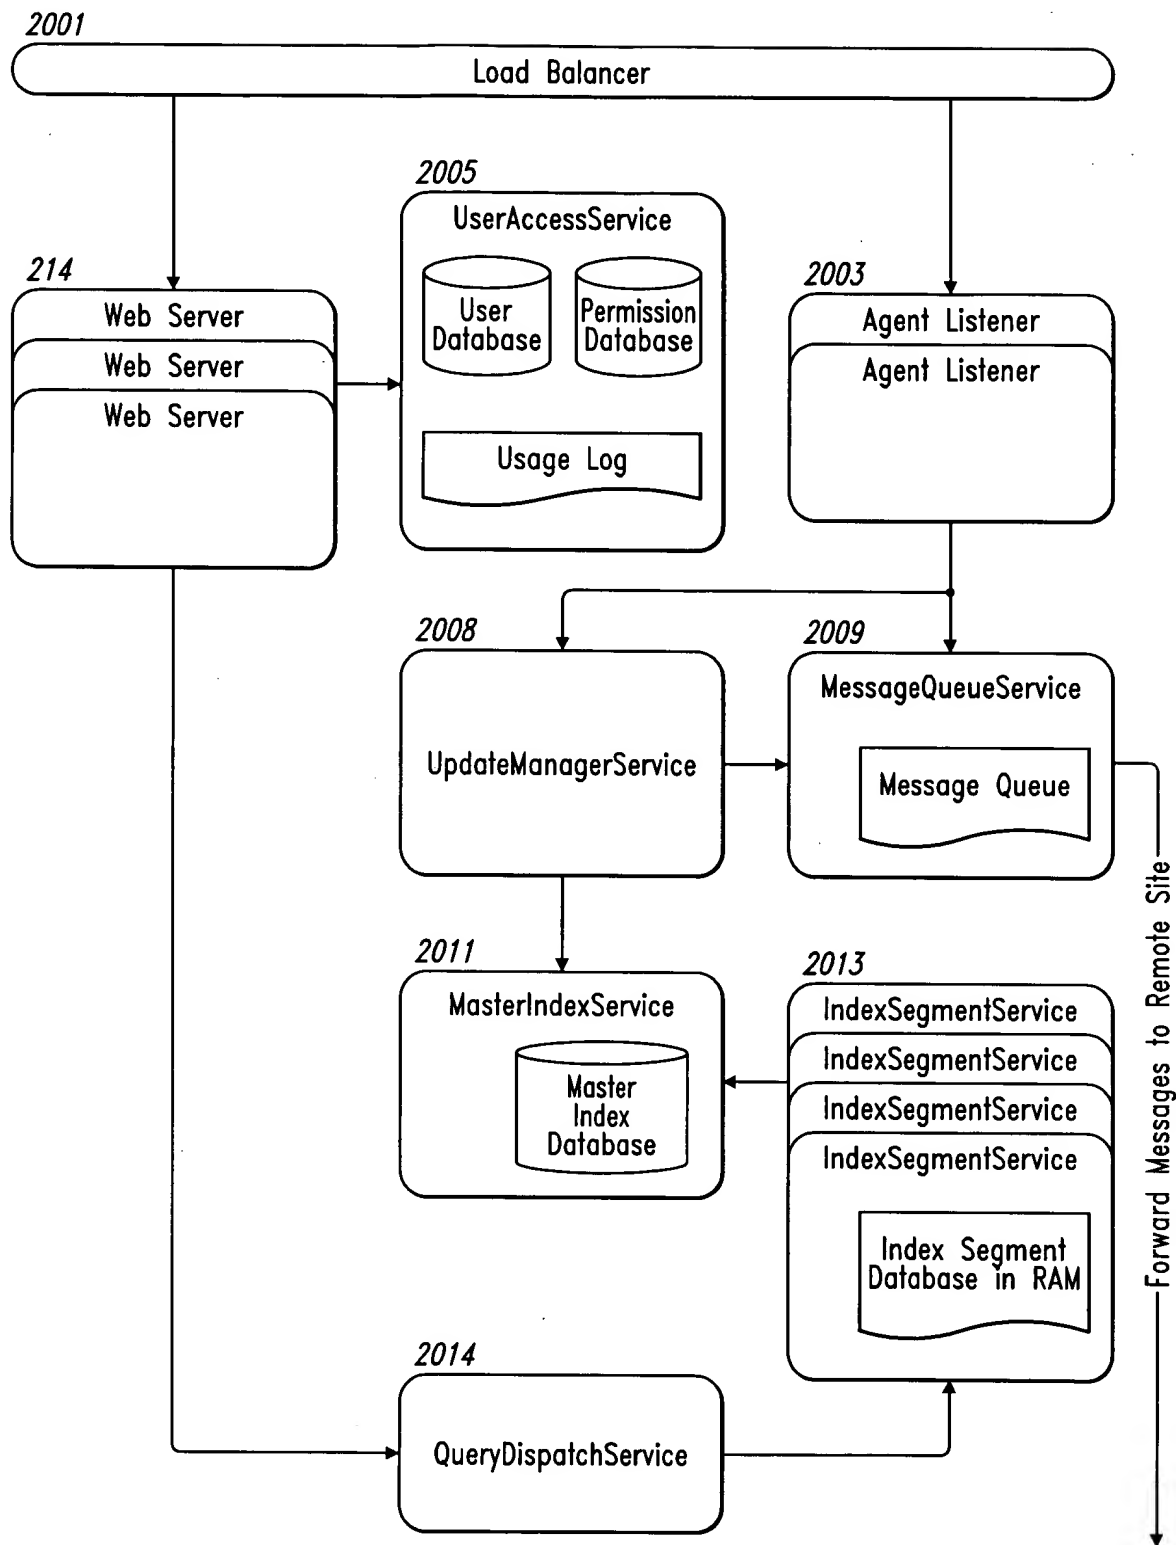 2001
Load Balancer
2005
UserAccessService
User
Database
Permission
Database
Usage Log
214
Web Server
Web Server
Web Server
2003
Agent Listener
Agent Listener
2008
UpdateManagerService
2009
MessageQueueService
Message Queue
Forward Messages to Remote Site
2011
MasterIndexService
Master
Index
Database
2013
IndexSegmentService
IndexSegmentService
IndexSegmentService
IndexSegmentService
Index Segment
Database in RAM
2014
QueryDispatchService